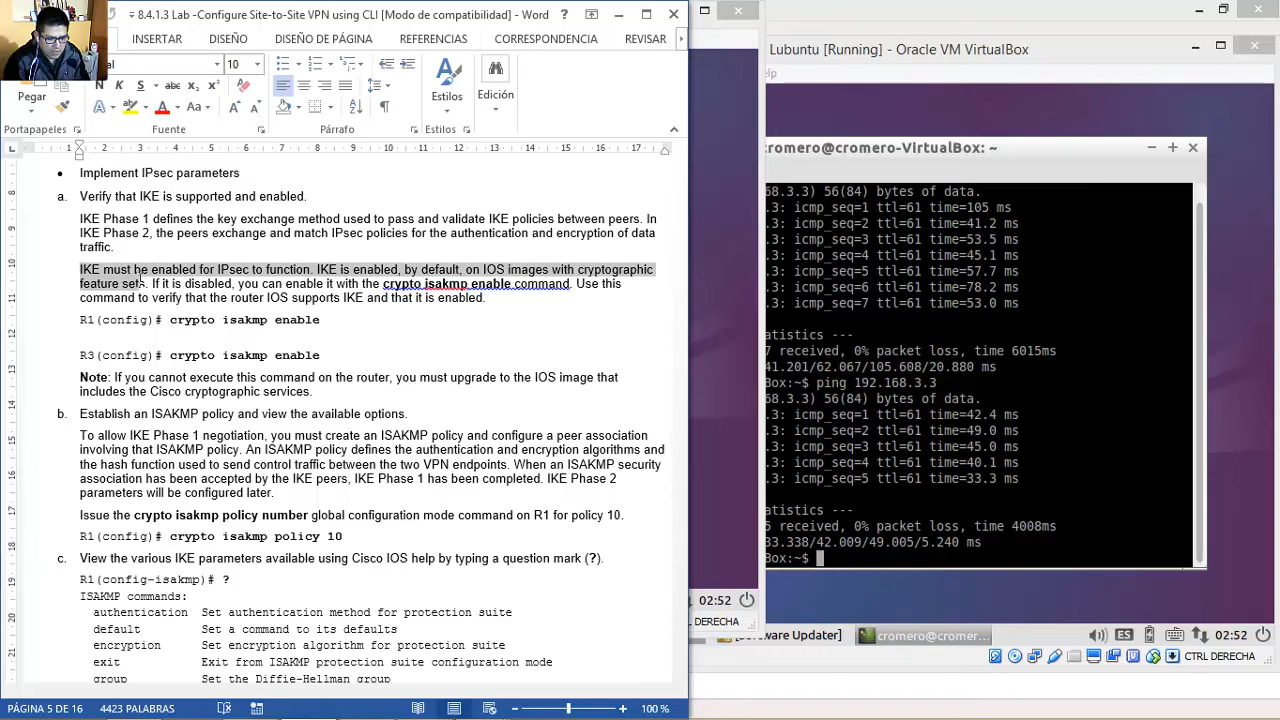 8.4.1.3 Lab -Configure Site-to-Site VPN using CLI [Modo de compatibilidad] - Word
INSERTAR DISEÑO DISEÑO DE PÁGINA REFERENCIAS CORRESPONDENCIA REVISAR
10
Pegar
N K S abc x₂ x²
Aa
Estilos
Edición
Portapapeles Fuente Párrafo Estilos
1 2 3 4 5 6 7 8 9 10 11 12 13 14 15 16 17
• Implement IPsec parameters
a. Verify that IKE is supported and enabled.
IKE Phase 1 defines the key exchange method used to pass and validate IKE policies between peers. In
IKE Phase 2, the peers exchange and match IPsec policies for the authentication and encryption of data
traffic.
IKE must be enabled for IPsec to function. IKE is enabled, by default, on IOS images with cryptographic
feature sets. If it is disabled, you can enable it with the crypto isakmp enable command. Use this
command to verify that the router IOS supports IKE and that it is enabled.
R1(config)# crypto isakmp enable
R3(config)# crypto isakmp enable
Note: If you cannot execute this command on the router, you must upgrade to the IOS image that
includes the Cisco cryptographic services.
b. Establish an ISAKMP policy and view the available options.
To allow IKE Phase 1 negotiation, you must create an ISAKMP policy and configure a peer association
involving that ISAKMP policy. An ISAKMP policy defines the authentication and encryption algorithms and
the hash function used to send control traffic between the two VPN endpoints. When an ISAKMP security
association has been accepted by the IKE peers, IKE Phase 1 has been completed. IKE Phase 2
parameters will be configured later.
Issue the crypto isakmp policy number global configuration mode command on R1 for policy 10.
R1(config)# crypto isakmp policy 10
c. View the various IKE parameters available using Cisco IOS help by typing a question mark (?).
R1(config-isakmp)# ?
ISAKMP commands:
authentication Set authentication method for protection suite
default Set a command to its defaults
encryption Set encryption algorithm for protection suite
exit Exit from ISAKMP protection suite configuration mode
group Set the Diffie-Hellman group
PÁGINA 5 DE 16 4423 PALABRAS 100 %
Lubuntu [Running] - Oracle VM VirtualBox
elp
cromero@cromero-VirtualBox: ~
68.3.3) 56(84) bytes of data.
.3: icmp_seq=1 ttl=61 time=105 ms
.3: icmp_seq=2 ttl=61 time=41.2 ms
.3: icmp_seq=3 ttl=61 time=53.5 ms
.3: icmp_seq=4 ttl=61 time=45.1 ms
.3: icmp_seq=5 ttl=61 time=57.7 ms
.3: icmp_seq=6 ttl=61 time=78.2 ms
.3: icmp_seq=7 ttl=61 time=53.0 ms
atistics ---
7 received, 0% packet loss, time 6015ms
41.201/62.067/105.608/20.880 ms
Box:~$ ping 192.168.3.3
68.3.3) 56(84) bytes of data.
.3: icmp_seq=1 ttl=61 time=42.4 ms
.3: icmp_seq=2 ttl=61 time=49.0 ms
.3: icmp_seq=3 ttl=61 time=45.0 ms
.3: icmp_seq=4 ttl=61 time=40.1 ms
.3: icmp_seq=5 ttl=61 time=33.3 ms
atistics ---
5 received, 0% packet loss, time 4008ms
33.338/42.009/49.005/5.240 ms
Box:~$
02:52
DERECHA
[Software Updater] cromero@cromer... ES 02:52
CTRL DERECHA